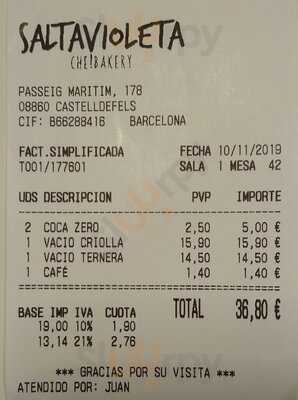 SALTAVIOLETA
CHE!BAKERY
PASSEIG MARITIM, 178
08860 CASTELLDEFELS
CIF: B66288416 BARCELONA
FACT.SIMPLIFICADA FECHA 10/11/2019
T001/177601 SALA 1 MESA 42
UDS DESCRIPCION PVP IMPORTE
2 COCA ZERO 2,50 5,00 €
1 VACIO CRIOLLA 15,90 15,90 €
1 VACIO TERNERA 14,50 14,50 €
1 CAFÉ 1,40 1,40 €
TOTAL 36,80 €
BASE IMP IVA CUOTA
19,00 10% 1,90
13,14 21% 2,76
*** GRACIAS POR SU VISITA ***
ATENDIDO POR: JUAN